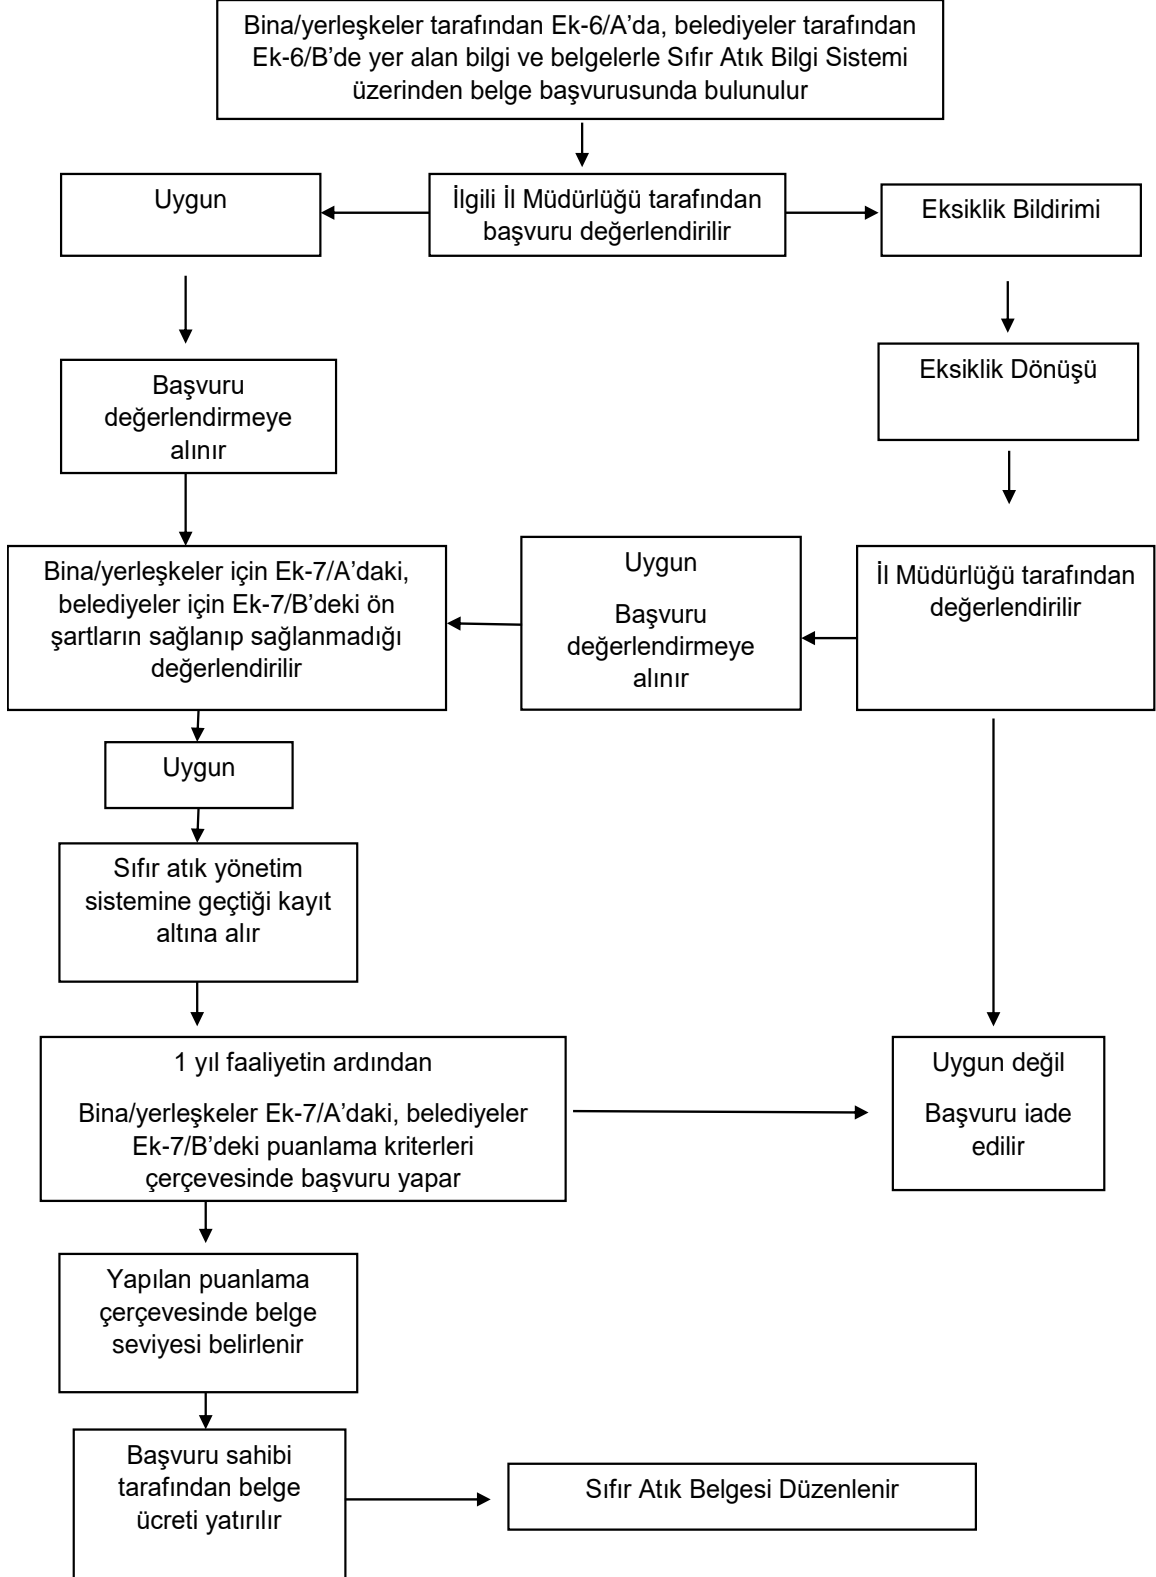 Bina/yerleşkeler tarafından Ek-6/A’da, belediyeler tarafından
Ek-6/B’de yer alan bilgi ve belgelerle Sıfır Atık Bilgi Sistemi
üzerinden belge başvurusunda bulunulur
Uygun
İlgili İl Müdürlüğü tarafından
başvuru değerlendirilir
Eksiklik Bildirimi
Başvuru
değerlendirmeye
alınır
Eksiklik Dönüşü
Bina/yerleşkeler için Ek-7/A’daki,
belediyeler için Ek-7/B’deki ön
şartların sağlanıp sağlanmadığı
değerlendirilir
Uygun
Başvuru
değerlendirmeye
alınır
İl Müdürlüğü tarafından
değerlendirilir
Uygun
Sıfır atık yönetim
sistemine geçtiği kayıt
altına alır
1 yıl faaliyetin ardından
Bina/yerleşkeler Ek-7/A’daki, belediyeler
Ek-7/B’deki puanlama kriterleri
çerçevesinde başvuru yapar
Uygun değil
Başvuru iade
edilir
Yapılan puanlama
çerçevesinde belge
seviyesi belirlenir
Başvuru sahibi
tarafından belge
ücreti yatırılır
Sıfır Atık Belgesi Düzenlenir